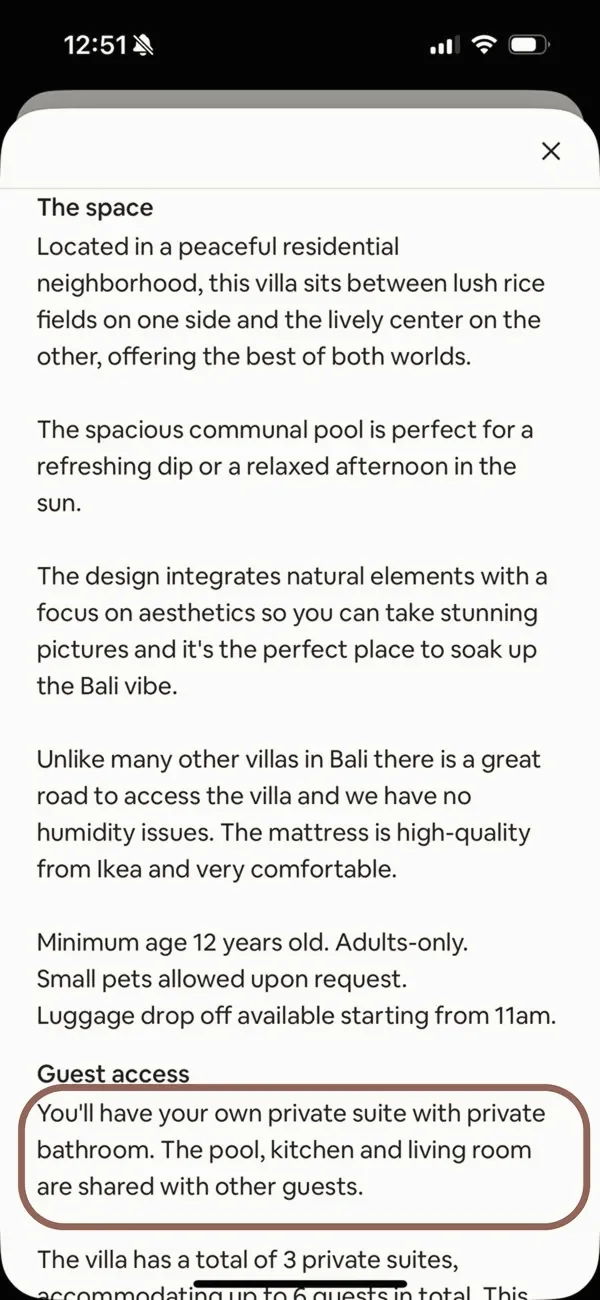 12:51
The space
Located in a peaceful residential
neighborhood, this villa sits between lush rice
fields on one side and the lively center on the
other, offering the best of both worlds.
The spacious communal pool is perfect for a
refreshing dip or a relaxed afternoon in the
sun.
The design integrates natural elements with a
focus on aesthetics so you can take stunning
pictures and it's the perfect place to soak up
the Bali vibe.
Unlike many other villas in Bali there is a great
road to access the villa and we have no
humidity issues. The mattress is high-quality
from Ikea and very comfortable.
Minimum age 12 years old. Adults-only.
Small pets allowed upon request.
Luggage drop off available starting from 11am.
Guest access
You'll have your own private suite with private
bathroom. The pool, kitchen and living room
are shared with other guests.
The villa has a total of 3 private suites,
accommodating up to 6 guests in total. This